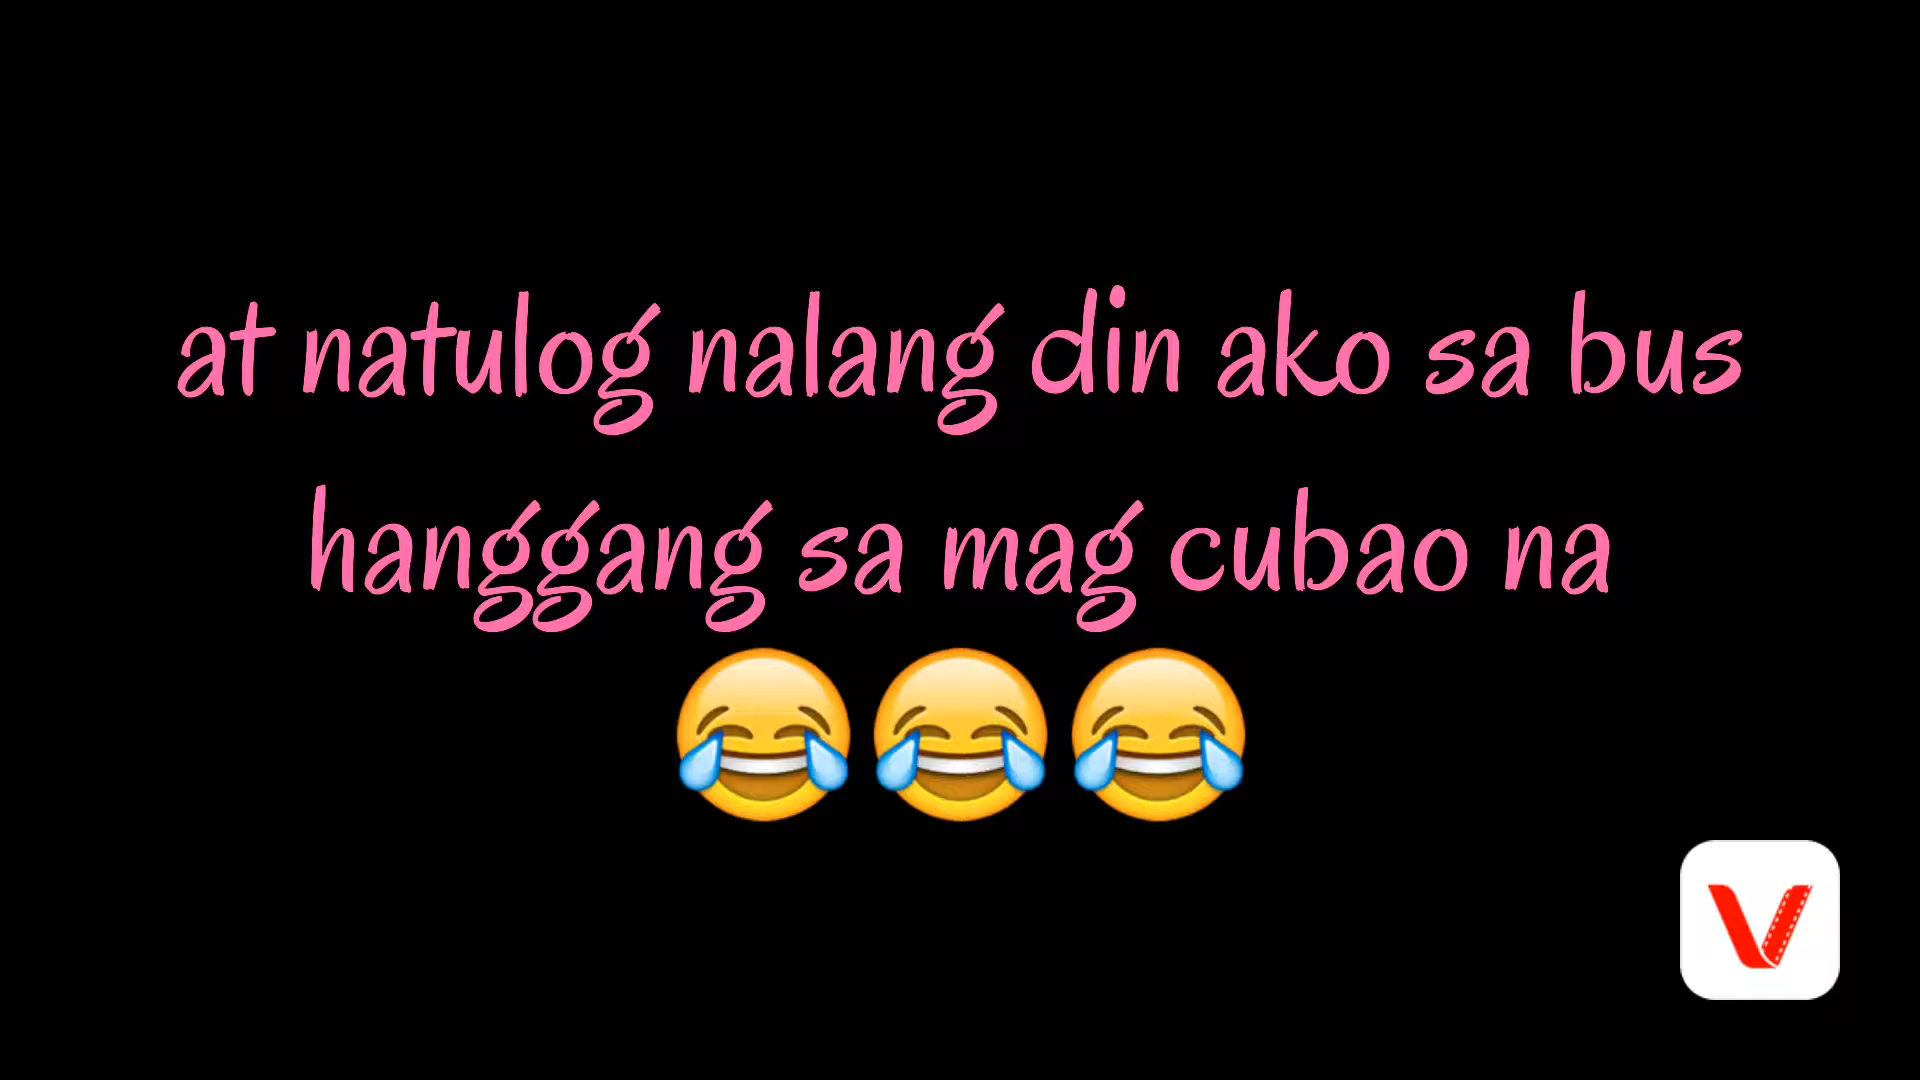 at natulog nalang din ako sa bus
hanggang sa mag cubao na
😂😂😂